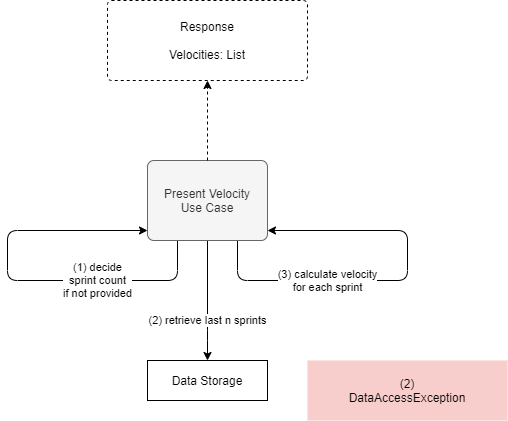 Response
Velocities: List
Present Velocity
Use Case
(1) decide
sprint count
if not provided
(3) calculate velocity
for each sprint
(2) retrieve last n sprints
Data Storage
(2)
DataAccessException